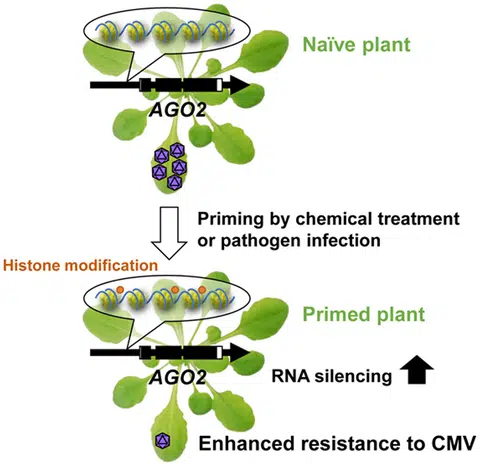 Naïve plant
AGO2
Priming by chemical treatment
or pathogen infection
Histone modification
Primed plant
AGO2
RNA silencing
Enhanced resistance to CMV